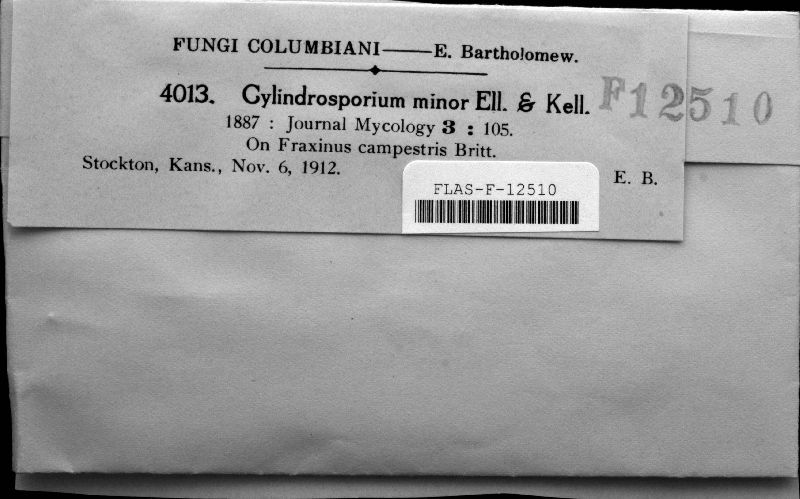 FUNGI COLUMBIANI—E. Bartholomew.
4013. Cylindrosporium minor Ell. & Kell.
F12510
1887 : Journal Mycology 3 : 105.
On Fraxinus campestris Britt.
Stockton, Kans., Nov. 6, 1912.
E. B.
FLAS-F-12510